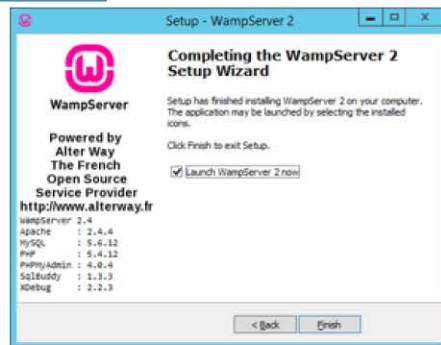 Setup - WampServer 2
WampServer
Powered by
Alter Way
The French
Open Source
Service Provider
http://www.alterway.fr
WampServer 2.4
Apache : 2.4.4
MySQL : 5.6.12
PHP : 5.4.12
PHPMyAdmin : 4.0.4
SqlBuddy : 1.3.3
XDebug : 2.2.3
Completing the WampServer 2
Setup Wizard
Setup has finished installing WampServer 2 on your computer.
The application may be launched by selecting the installed
icons.
Click Finish to exit Setup.
Launch WampServer 2 now
< Back
Finish